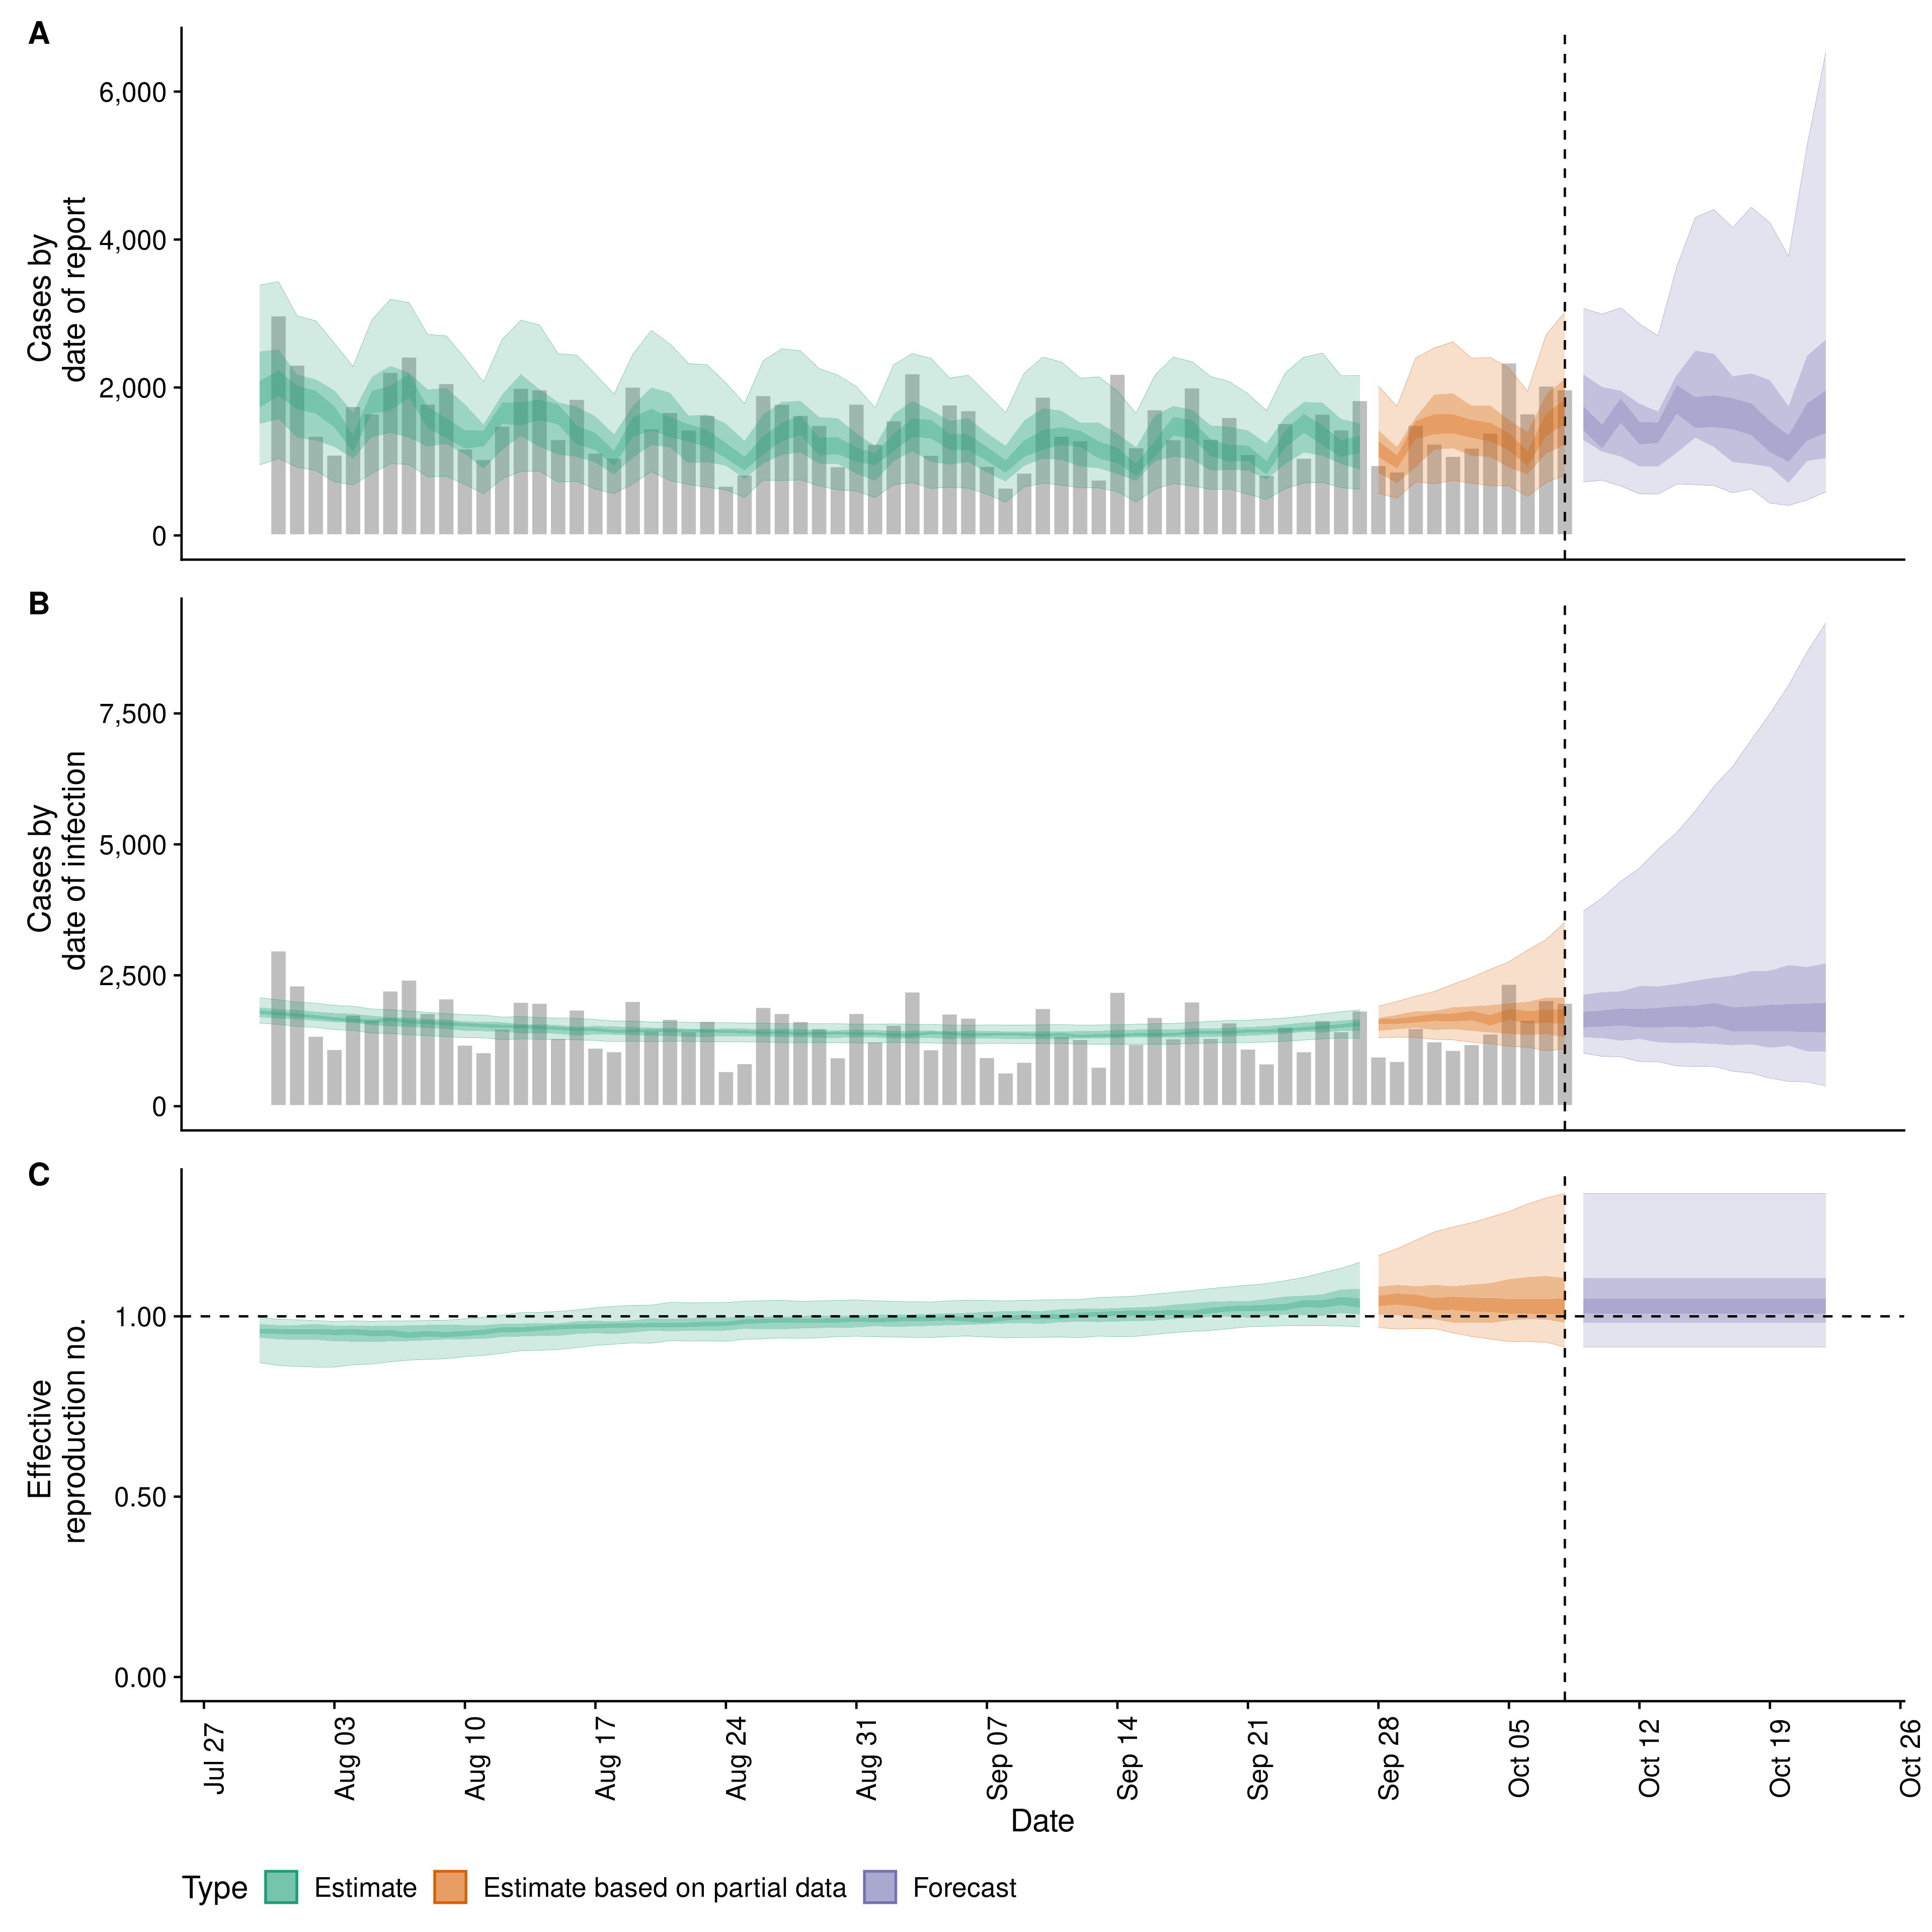 A
Cases by
date of report
6,000
4,000
2,000
0
B
Cases by
date of infection
7,500
5,000
2,500
0
C
Effective
reproduction no.
1.00
0.50
0.00
Jul 27
Aug 03
Aug 10
Aug 17
Aug 24
Aug 31
Sep 07
Sep 14
Sep 21
Sep 28
Oct 05
Oct 12
Oct 19
Oct 26
Date
Type Estimate Estimate based on partial data Forecast